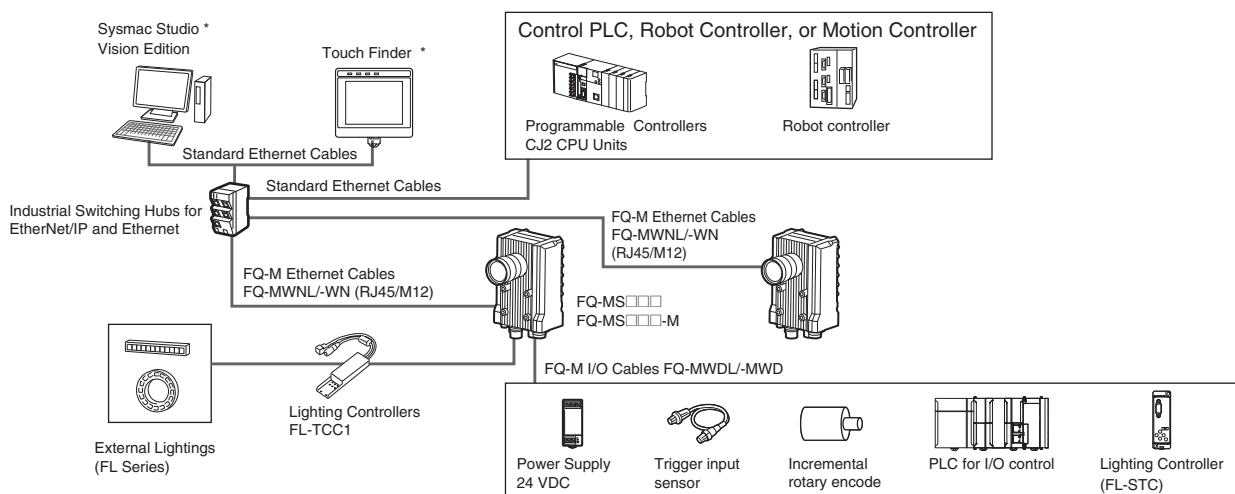 Sysmac Studio *
Vision Edition
Touch Finder *
Control PLC, Robot Controller, or Motion Controller
Programmable Controllers
CJ2 CPU Units
Robot controller
Standard Ethernet Cables
Standard Ethernet Cables
Industrial Switching Hubs for
EtherNet/IP and Ethernet
FQ-M Ethernet Cables
FQ-MWNL/-WN
(RJ45/M12)
FQ-M Ethernet Cables
FQ-MWNL/-WN (RJ45/M12)
FQ-MS□□□
FQ-MS□□□-M
FQ-M I/O Cables FQ-MWDL/-MWD
Lighting Controllers
FL-TCC1
External Lightings
(FL Series)
Power Supply
24 VDC
Trigger input
sensor
Incremental
rotary encode
PLC for I/O control
Lighting Controller
(FL-STC)